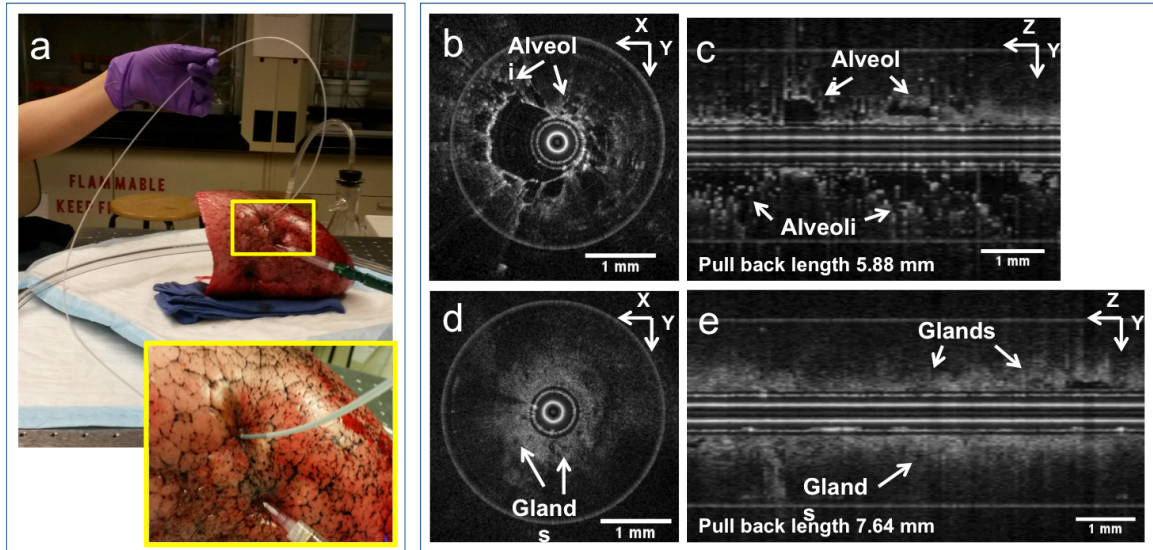 a
FLAMMABLE
KEEP F
b
X
Y
Alveol
i
1 mm
c
Z
Y
Alveol
i
Alveoli
1 mm
Pull back length 5.88 mm
d
X
Y
Gland
s
1 mm
e
Z
Y
Glands
Gland
s
1 mm
Pull back length 7.64 mm